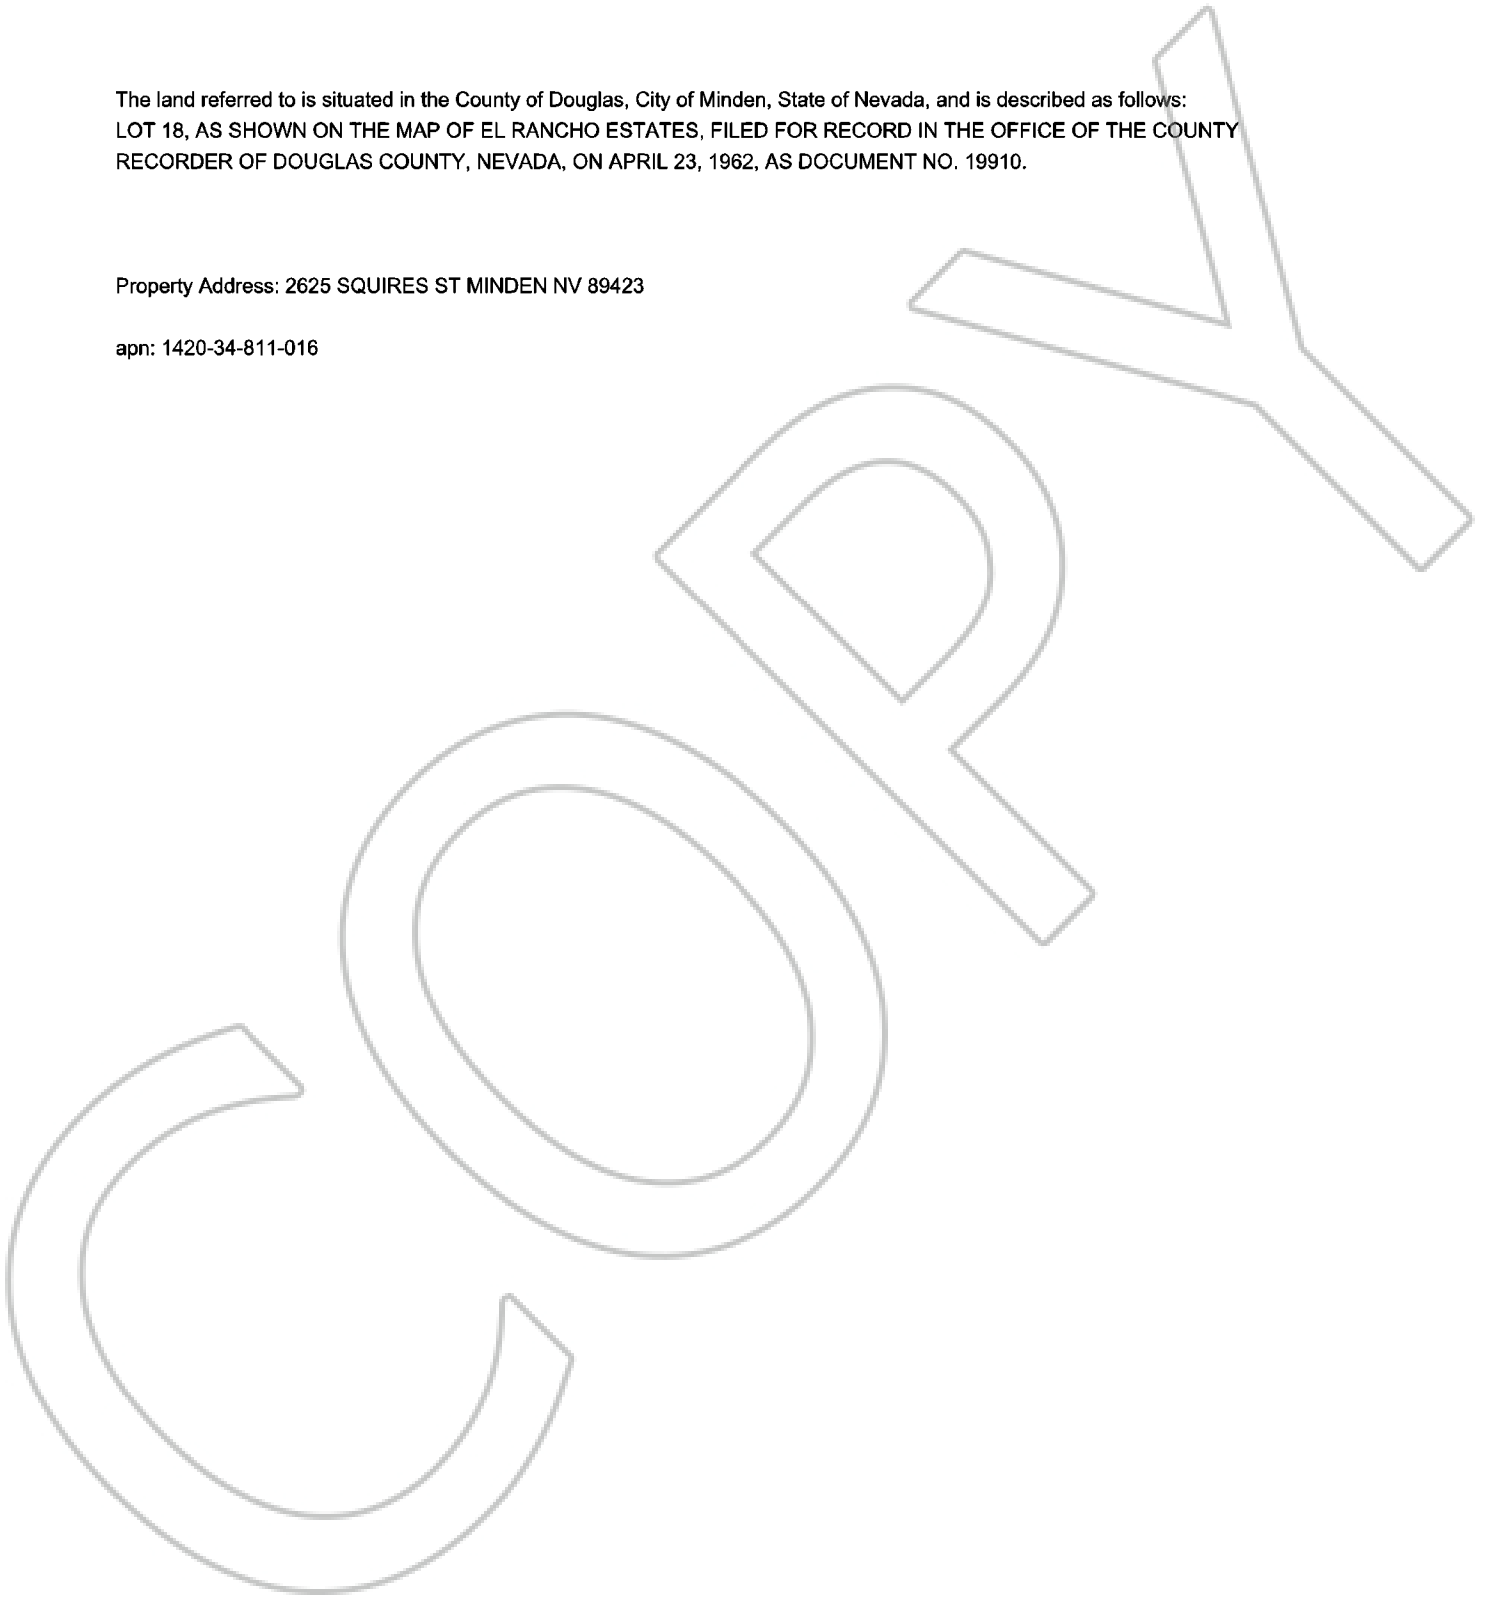 The land referred to is situated in the County of Douglas, City of Minden, State of Nevada, and is described as follows:
LOT 18, AS SHOWN ON THE MAP OF EL RANCHO ESTATES, FILED FOR RECORD IN THE OFFICE OF THE COUNTY
RECORDER OF DOUGLAS COUNTY, NEVADA, ON APRIL 23, 1962, AS DOCUMENT NO. 19910.
Property Address: 2625 SQUIRES ST MINDEN NV 89423
apn: 1420-34-811-016
COPY